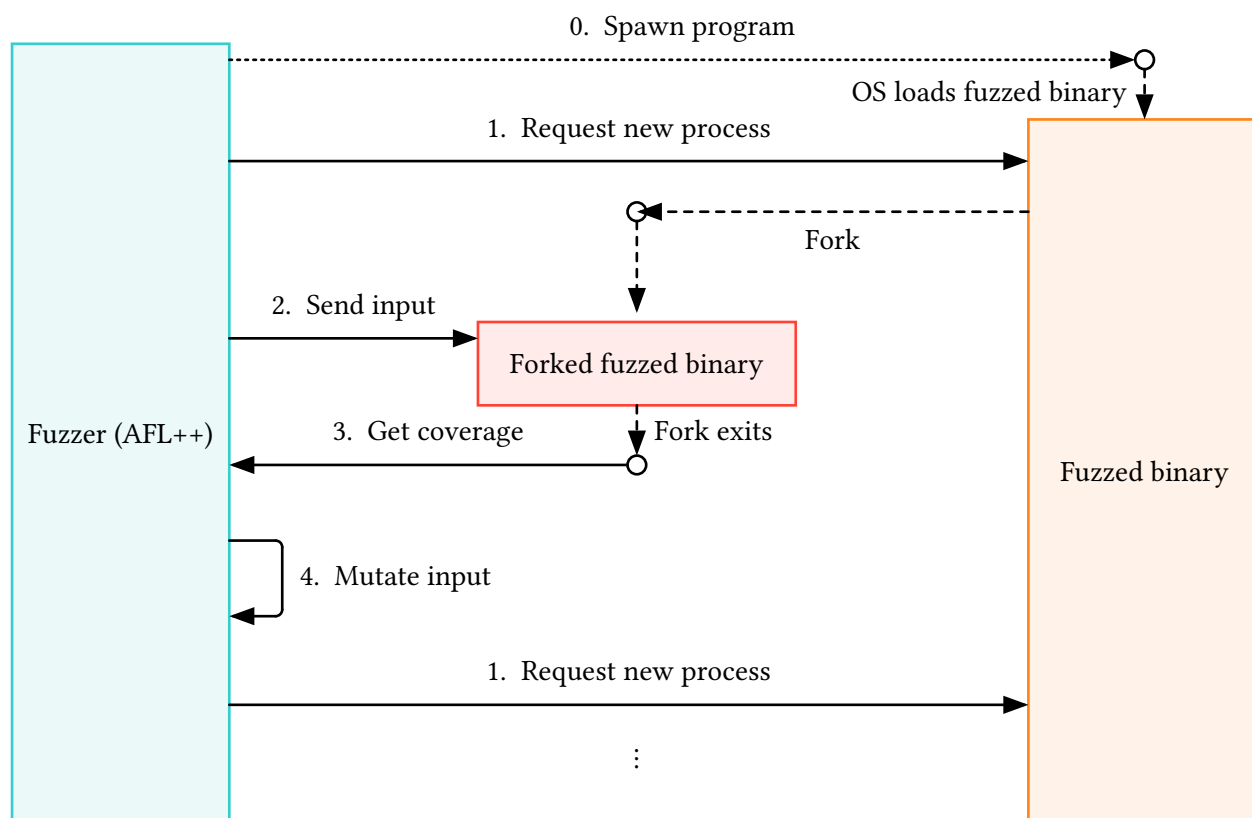 0. Spawn program
OS loads fuzzed binary
1. Request new process
Fork
2. Send input
Forked fuzzed binary
Fuzzer (AFL++)
3. Get coverage
Fork exits
Fuzzed binary
4. Mutate input
1. Request new process
⋮